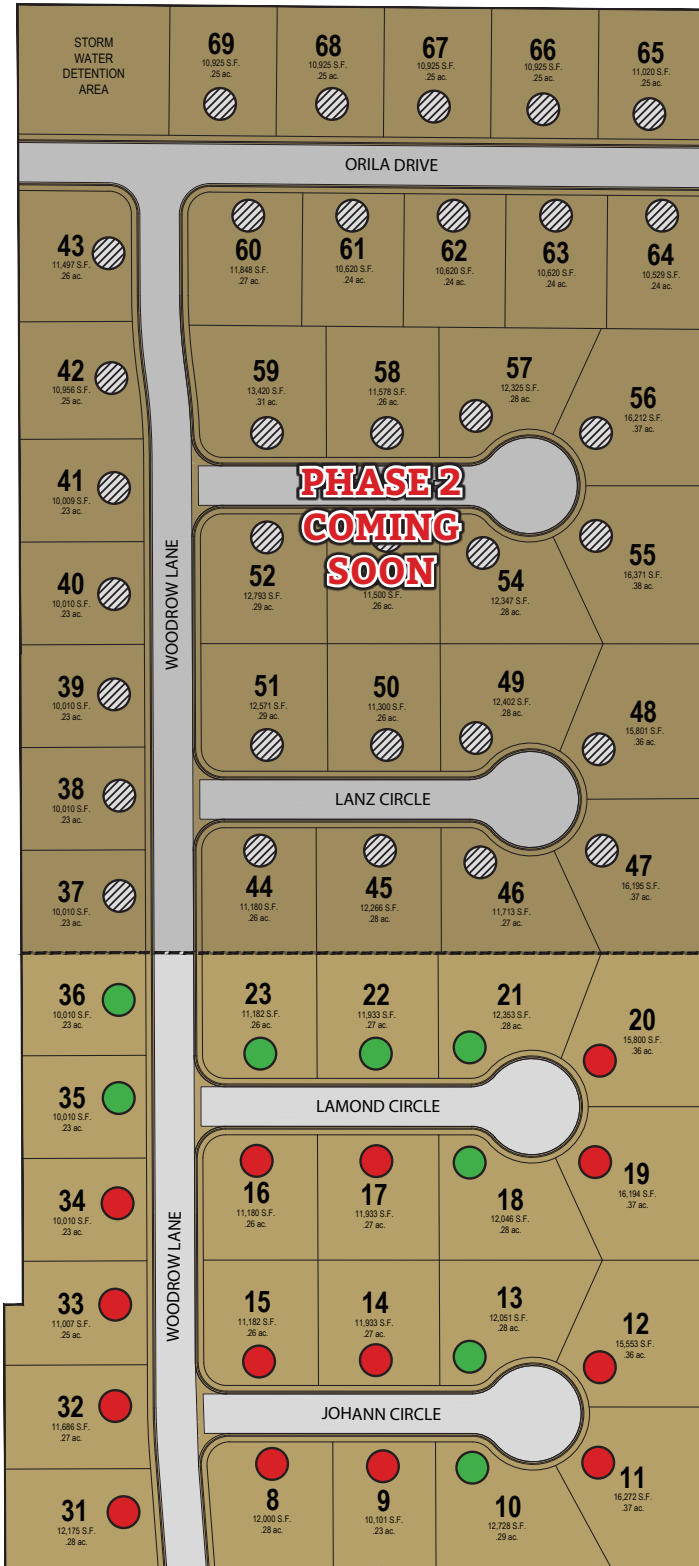 STORM
WATER
DETENTION
AREA
69
10,925 S.F.
.25 ac.
68
10,925 S.F.
.25 ac.
67
10,925 S.F.
.25 ac.
66
10,925 S.F.
.25 ac.
65
11,020 S.F.
.25 ac.
ORILA DRIVE
43
11,497 S.F.
.26 ac.
60
11,848 S.F.
.27 ac.
61
10,620 S.F.
.24 ac.
62
10,620 S.F.
.24 ac.
63
10,620 S.F.
.24 ac.
64
10,529 S.F.
.24 ac.
42
10,956 S.F.
.25 ac.
59
13,420 S.F.
.31 ac.
58
11,578 S.F.
.26 ac.
57
12,325 S.F.
.28 ac.
56
16,212 S.F.
.37 ac.
41
10,009 S.F.
.23 ac.
PHASE 2
COMING
SOON
40
10,010 S.F.
.23 ac.
WOODROW LANE
52
12,793 S.F.
.29 ac.
11,500 S.F.
.26 ac.
54
12,347 S.F.
.28 ac.
55
16,371 S.F.
.38 ac.
39
10,010 S.F.
.23 ac.
51
12,571 S.F.
.29 ac.
50
11,300 S.F.
.26 ac.
49
12,402 S.F.
.28 ac.
48
15,801 S.F.
.36 ac.
38
10,010 S.F.
.23 ac.
LANZ CIRCLE
37
10,010 S.F.
.23 ac.
44
11,180 S.F.
.26 ac.
45
12,266 S.F.
.28 ac.
46
11,713 S.F.
.27 ac.
47
16,195 S.F.
.37 ac.
36
10,010 S.F.
.23 ac.
23
11,182 S.F.
.26 ac.
22
11,933 S.F.
.27 ac.
21
12,353 S.F.
.28 ac.
20
15,800 S.F.
.36 ac.
35
10,010 S.F.
.23 ac.
LAMOND CIRCLE
34
10,010 S.F.
.23 ac.
16
11,180 S.F.
.26 ac.
17
11,933 S.F.
.27 ac.
18
12,046 S.F.
.28 ac.
19
16,194 S.F.
.37 ac.
WOODROW LANE
33
11,007 S.F.
.25 ac.
15
11,182 S.F.
.26 ac.
14
11,933 S.F.
.27 ac.
13
12,051 S.F.
.28 ac.
12
15,553 S.F.
.36 ac.
32
11,686 S.F.
.27 ac.
JOHANN CIRCLE
31
12,175 S.F.
.28 ac.
8
12,000 S.F.
.28 ac.
9
10,101 S.F.
.23 ac.
10
12,728 S.F.
.29 ac.
11
16,272 S.F.
.37 ac.